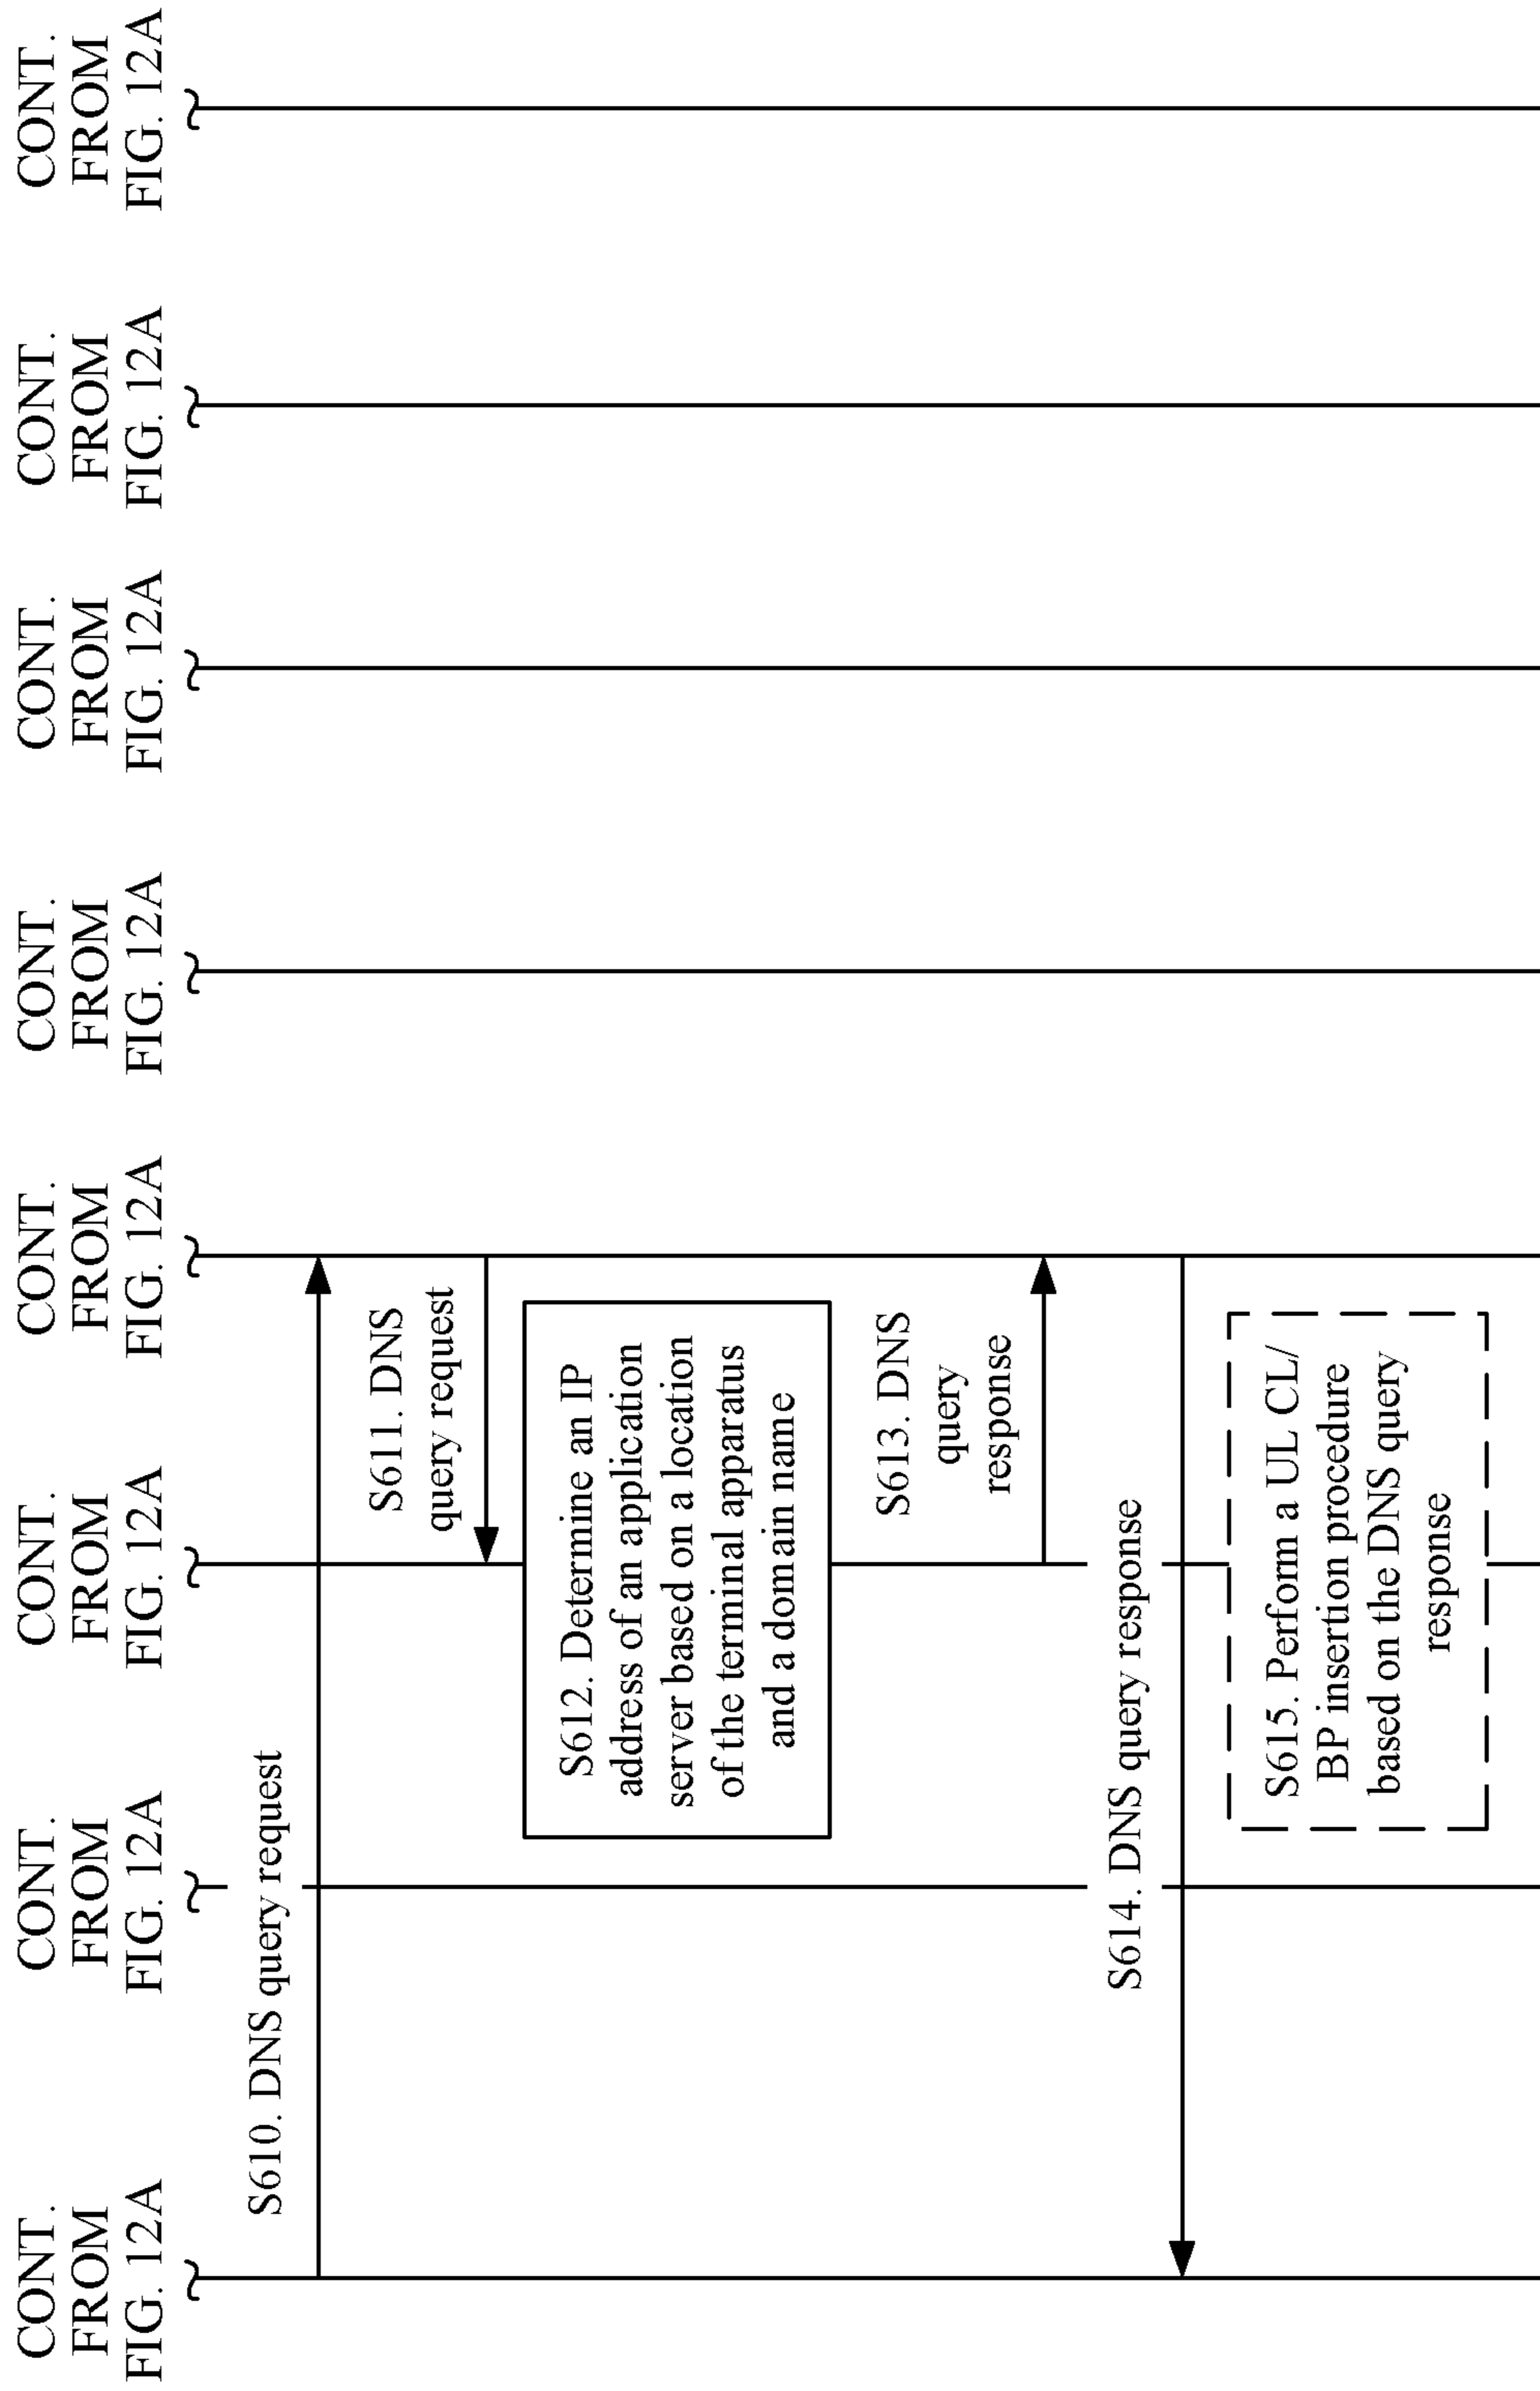 CONT.
FROM
FIG. 12A
CONT.
FROM
FIG. 12A
CONT.
FROM
FIG. 12A
CONT.
FROM
FIG. 12A
CONT.
FROM
FIG. 12A
CONT.
FROM
FIG. 12A
CONT.
FROM
FIG. 12A
CONT.
FROM
FIG. 12A
S610. DNS query request
S611. DNS
query request
S612. Determine an IP
address of an application
server based on a location
of the terminal apparatus
and a domain name
S613. DNS
query
response
S614. DNS query response
S615. Perform a UL CL/
BP insertion procedure
based on the DNS query
response